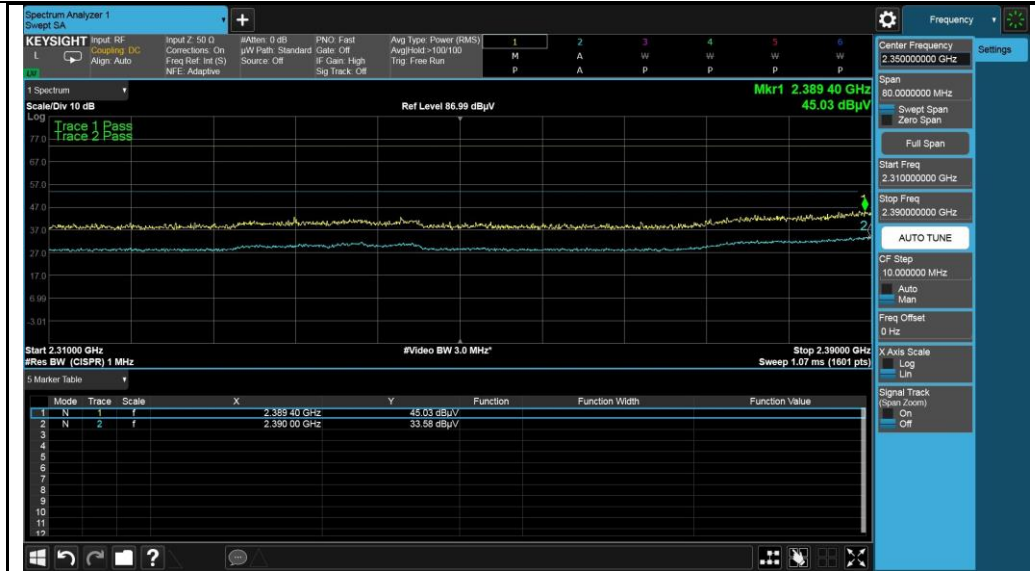 Spectrum Analyzer 1
Swept SA
+
Frequency
KEYSIGHT
L
Input: RF
Coupling: DC
Align: Auto
Input Z: 50 Ω
Corrections: On
Freq Ref: Int (S)
NFE: Adaptive
#Atten: 0 dB
µW Path: Standard
Source: Off
PNO: Fast
Gate: Off
IF Gain: High
Sig Track: Off
Avg Type: Power (RMS)
Avg|Hold:>100/100
Trig: Free Run
1 2 3 4 5 6
M A W W W W
P A P P P P
1 Spectrum
Scale/Div 10 dB
Ref Level 86.99 dBµV
Mkr1 2.389 40 GHz
45.03 dBµV
Log
Trace 1 Pass
Trace 2 Pass
77.0
67.0
57.0
47.0
37.0
27.0
17.0
6.99
-3.01
1
2
Start 2.31000 GHz
#Video BW 3.0 MHz*
Stop 2.39000 GHz
#Res BW (CISPR) 1 MHz
Sweep 1.07 ms (1601 pts)
5 Marker Table
Mode Trace Scale X Y Function Function Width Function Value
1 N 1 f 2.389 40 GHz 45.03 dBµV
2 N 2 f 2.390 00 GHz 33.58 dBµV
3
4
5
6
7
8
9
10
11
12
?
Center Frequency
2.350000000 GHz
Settings
Span
80.0000000 MHz
Swept Span
Zero Span
Full Span
Start Freq
2.310000000 GHz
Stop Freq
2.390000000 GHz
AUTO TUNE
CF Step
10.000000 MHz
Auto
Man
Freq Offset
0 Hz
X Axis Scale
Log
Lin
Signal Track
(Span Zoom)
On
Off